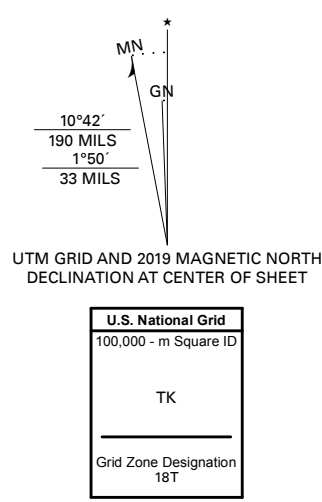 ★
MN
GN
10°42´
190 MILS
1°50´
33 MILS
UTM GRID AND 2019 MAGNETIC NORTH
DECLINATION AT CENTER OF SHEET
U.S. National Grid
100,000 - m Square ID
TK
Grid Zone Designation
18T